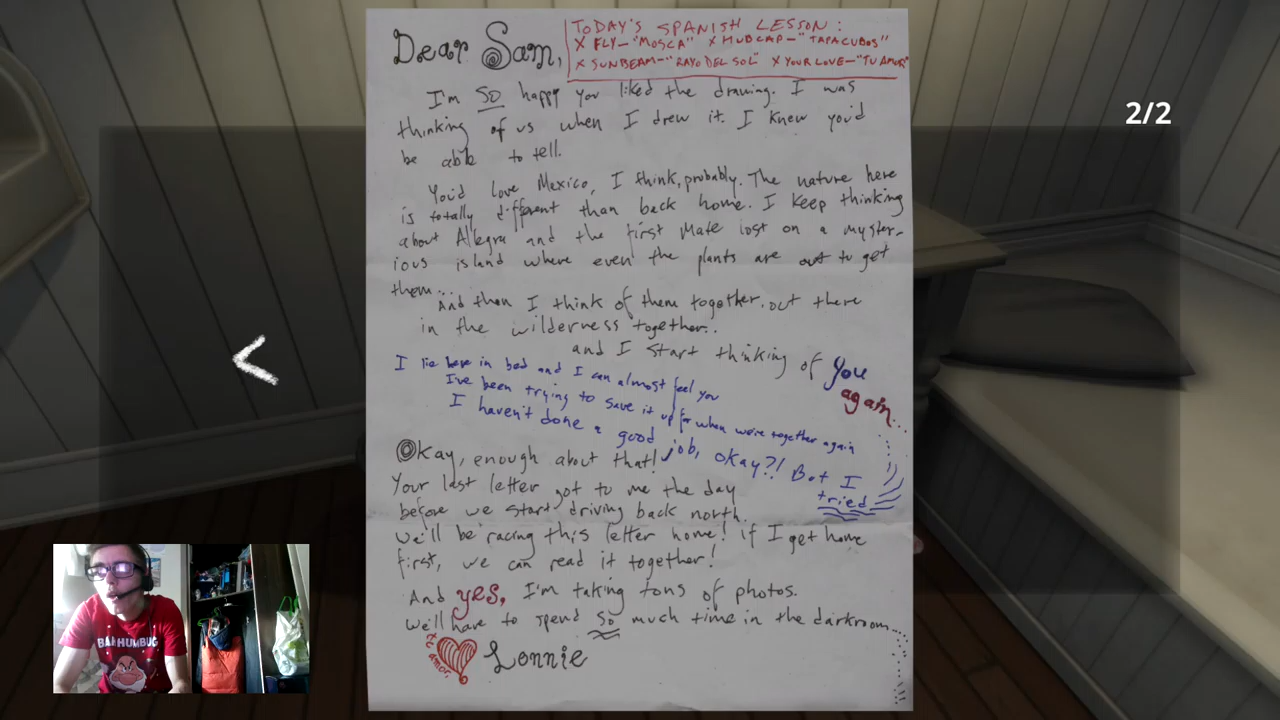 Dear Sam,
TODAY'S SPANISH LESSON:
X FLY-"MOSCA" X HUBCAP-"TAPACUBOS"
X SUNBEAM-"RAYO DEL SOL" X YOUR LOVE-"TU AMOR"
2/2
I'm SO happy you liked the drawing. I was
thinking of us when I drew it. I knew you'd
be able to tell.
You'd love Mexico, I think, probably. The nature here
is totally different than back home. I keep thinking
about Allegra and the first Mate lost on a myster-
ious island where even the plants are out to get
them...
And then I think of them together. out there
in the wilderness together..
and I start thinking of you
again..
I lie here in bed and I can almost feel you
I've been trying to save it up for when we're together again
I haven't done a good job, okay?! But I
tried
Okay, enough about that!
Your last letter got to me the day
before we start driving back north.
We'll be racing this letter home! if I get home
first, we can read it together!
And yes, I'm taking tons of photos.
We'll have to spend so much time in the darkroom...
Lonnie
BAH HUMBUG